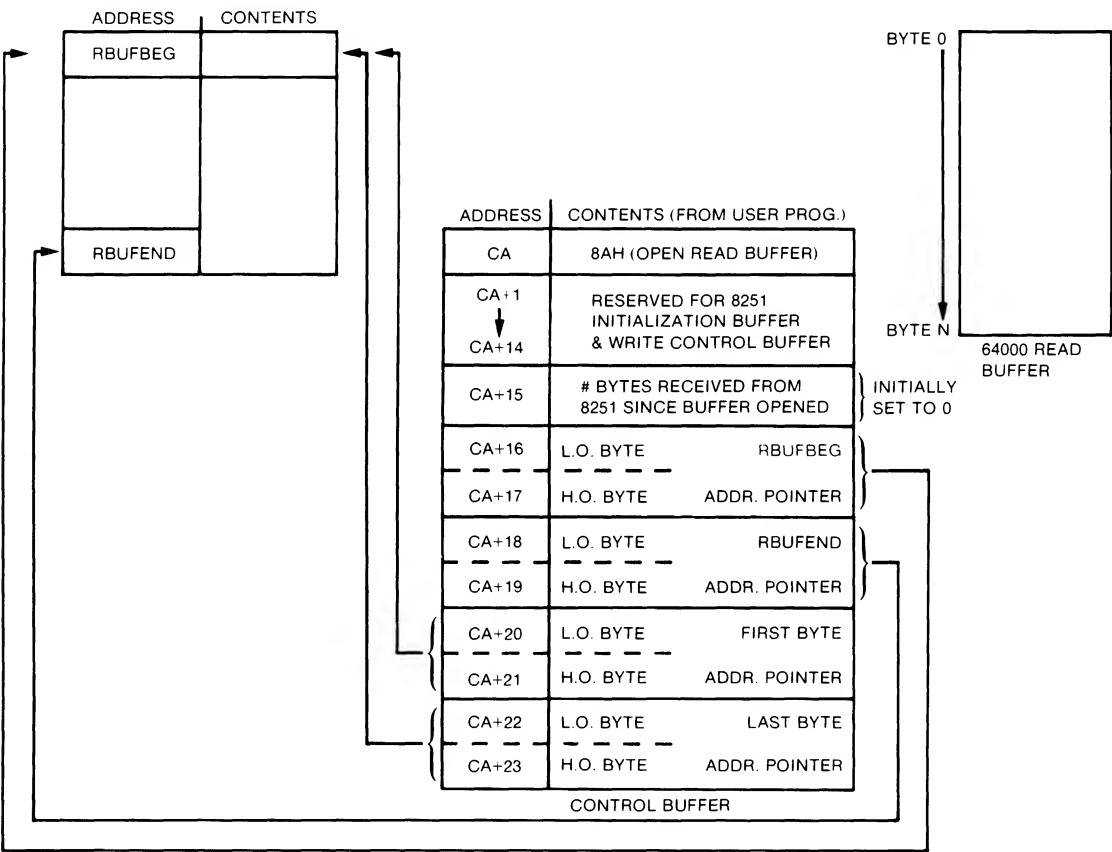 ADDRESS CONTENTS
RBUFBEG
RBUFEND
BYTE 0
BYTE N
64000 READ
BUFFER
ADDRESS CONTENTS (FROM USER PROG.)
CA 8AH (OPEN READ BUFFER)
CA+1
CA+14
RESERVED FOR 8251
INITIALIZATION BUFFER
& WRITE CONTROL BUFFER
CA+15
# BYTES RECEIVED FROM
8251 SINCE BUFFER OPENED
INITIALLY
SET TO 0
CA+16 L.O. BYTE RBUFBEG
CA+17 H.O. BYTE ADDR. POINTER
CA+18 L.O. BYTE RBUFEND
CA+19 H.O. BYTE ADDR. POINTER
CA+20 L.O. BYTE FIRST BYTE
CA+21 H.O. BYTE ADDR. POINTER
CA+22 L.O. BYTE LAST BYTE
CA+23 H.O. BYTE ADDR. POINTER
CONTROL BUFFER